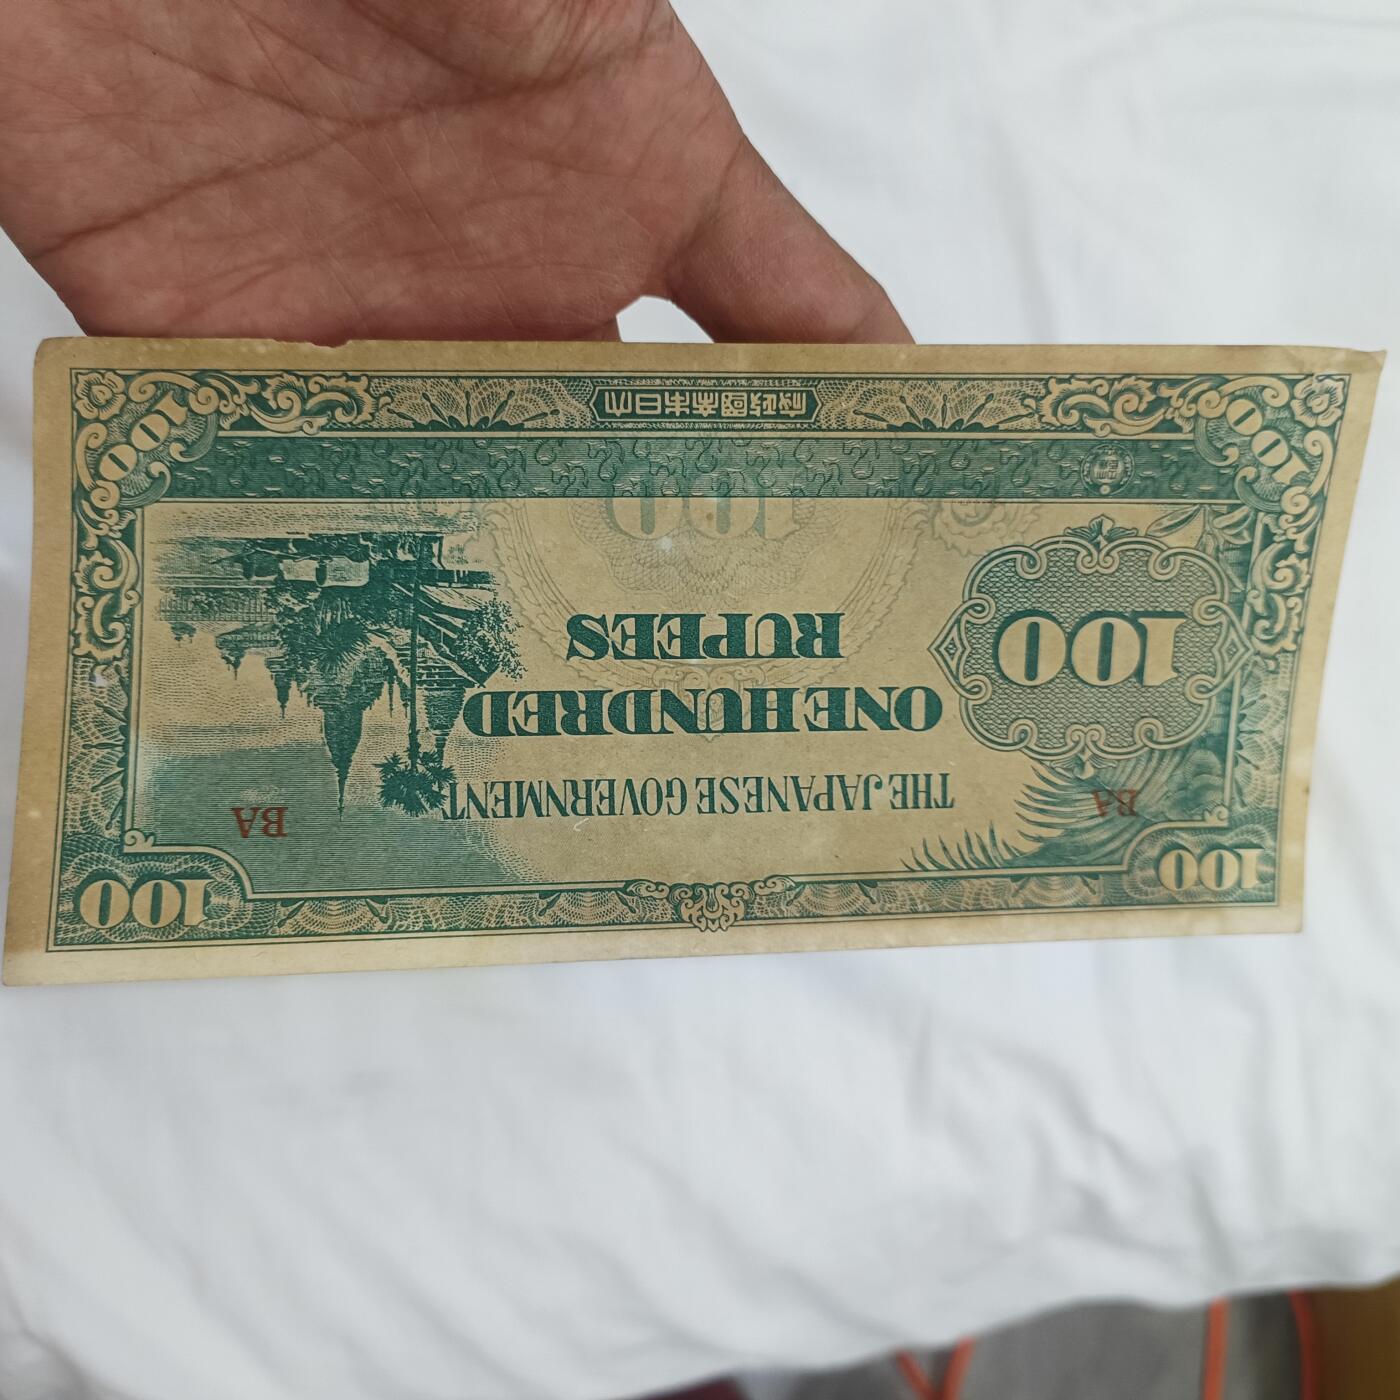 100 100
BA BA
THE JAPANESE GOVERNMENT
ONE HUNDRED
RUPEES
100
100
100 100
大日本帝國政府